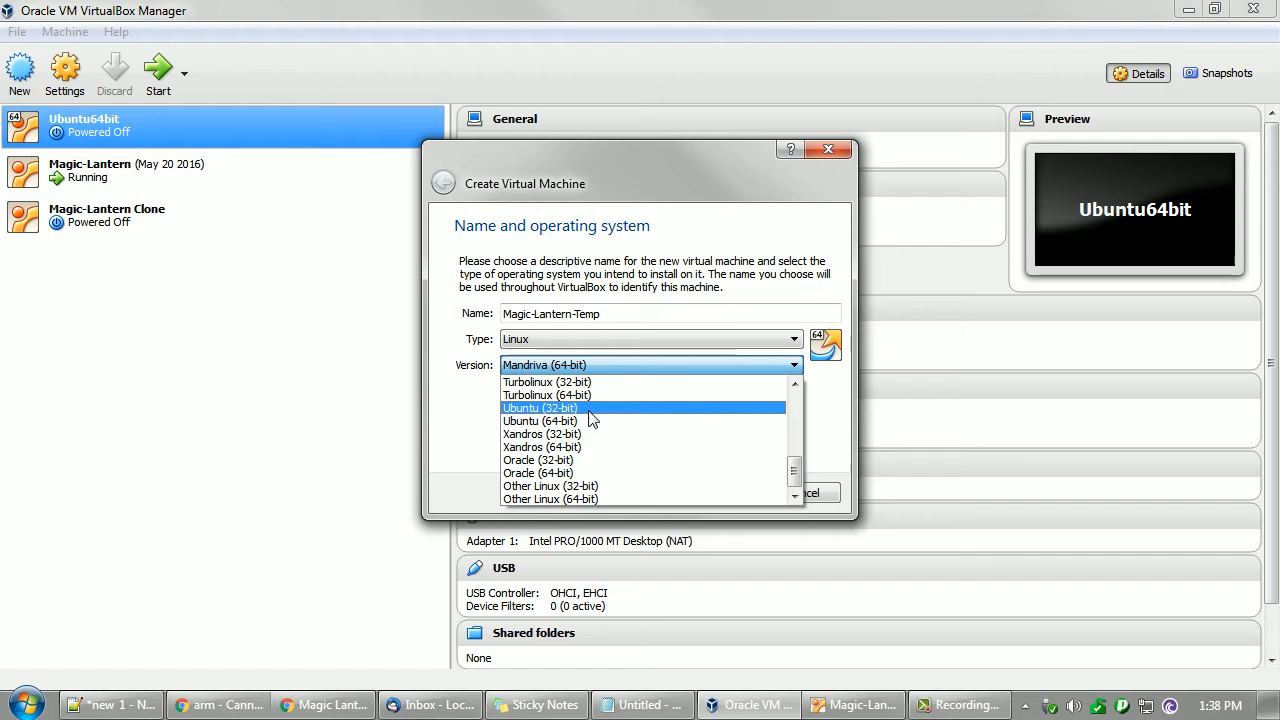 Oracle VM VirtualBox Manager
File Machine Help
New Settings Discard Start
Details Snapshots
64
Ubuntu64bit
Powered Off
Magic-Lantern (May 20 2016)
Running
Magic-Lantern Clone
Powered Off
General
Preview
Ubuntu64bit
Create Virtual Machine
Name and operating system
Please choose a descriptive name for the new virtual machine and select the
type of operating system you intend to install on it. The name you choose will
be used throughout VirtualBox to identify this machine.
Name: Magic-Lantern-Temp
Type: Linux
64
Version: Mandriva (64-bit)
Turbolinux (32-bit)
Turbolinux (64-bit)
Ubuntu (32-bit)
Ubuntu (64-bit)
Xandros (32-bit)
Xandros (64-bit)
Oracle (32-bit)
Oracle (64-bit)
Other Linux (32-bit)
Other Linux (64-bit)
ncel
Adapter 1: Intel PRO/1000 MT Desktop (NAT)
USB
USB Controller: OHCI, EHCI
Device Filters: 0 (0 active)
Shared folders
None
*new 1 - N... arm - Cann... Magic Lant... Inbox - Loc... Sticky Notes Untitled - ... Oracle VM ... Magic-Lan... Recording... 1:38 PM